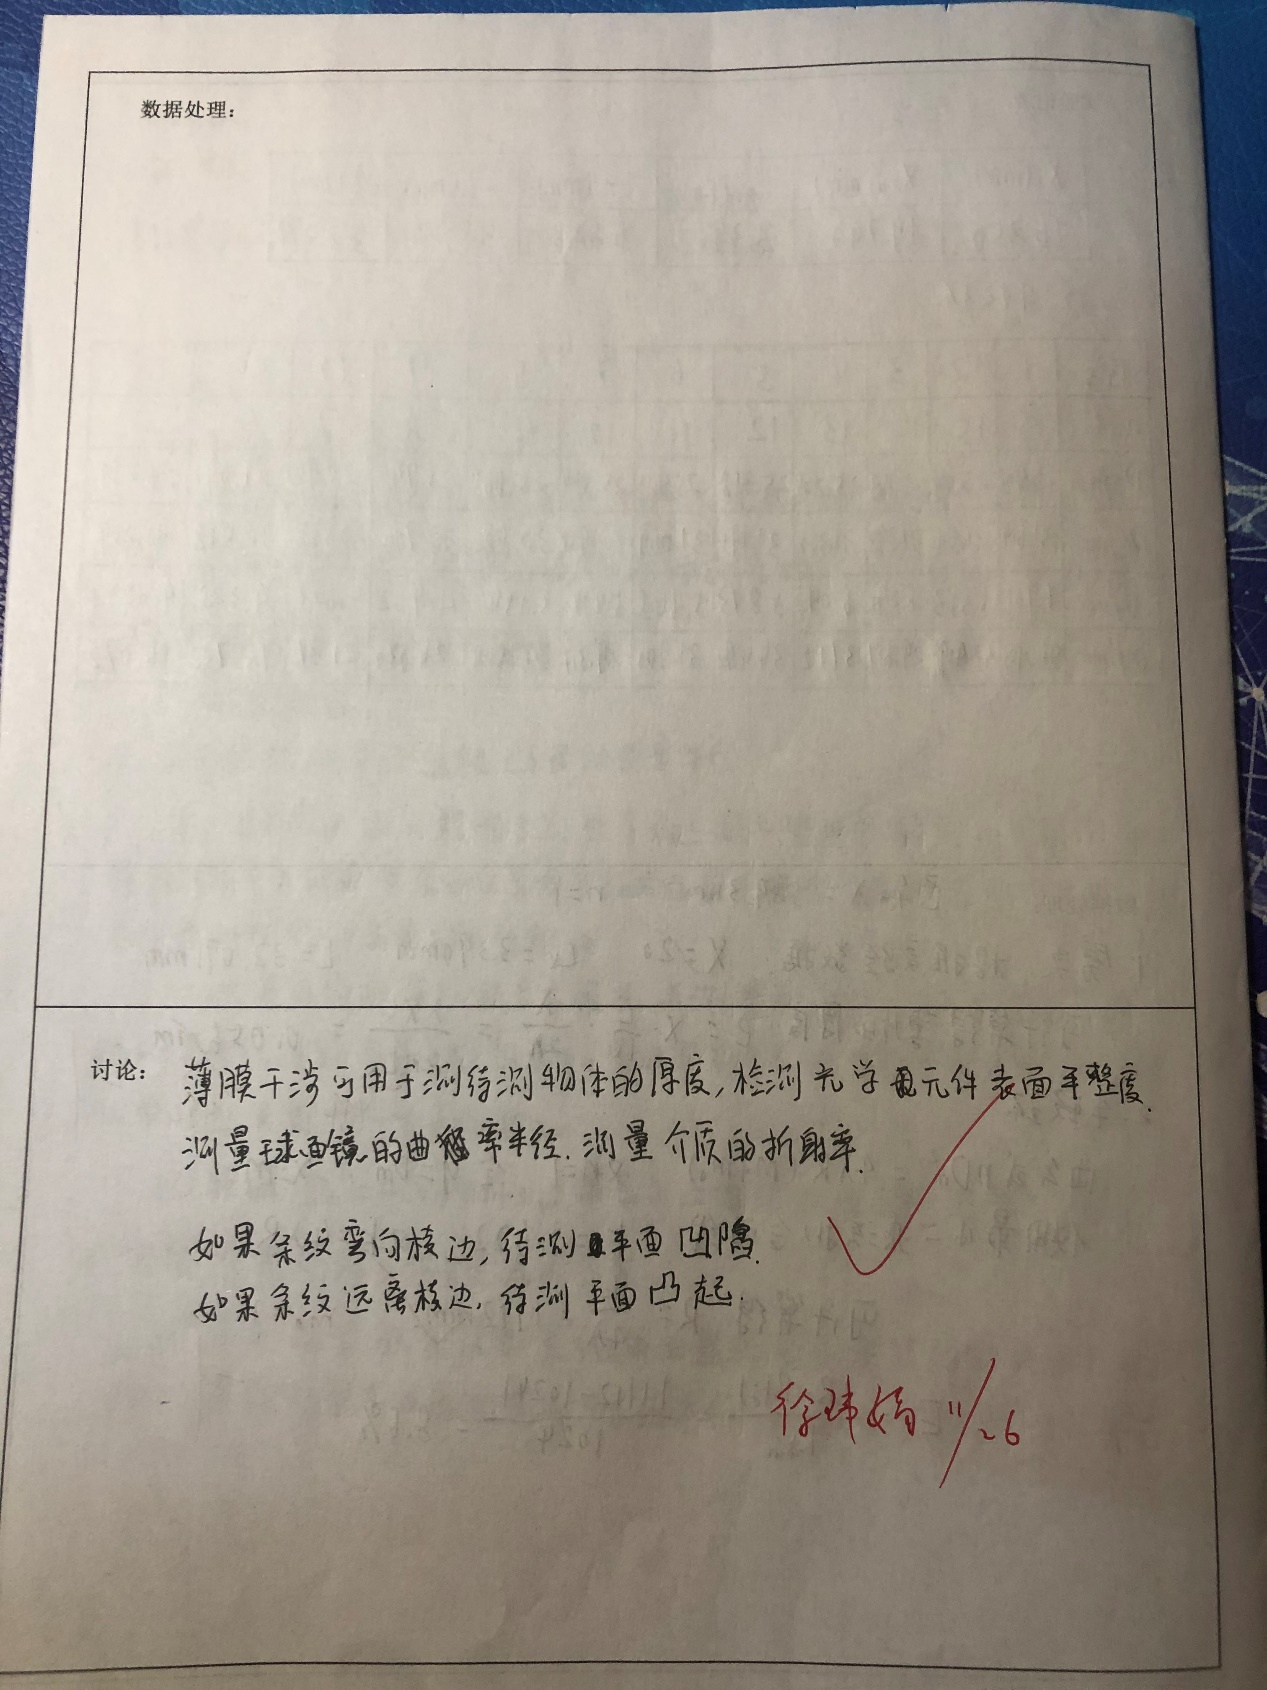 数据处理：
讨论： 薄膜干涉可用于测待测物体的厚度，检测光学元件表面平整度.
测量球面镜的曲率半径.测量介质的折射率.
如果条纹弯向棱边，待测平面凹陷.
如果条纹远离棱边，待测平面凸起.
11/26